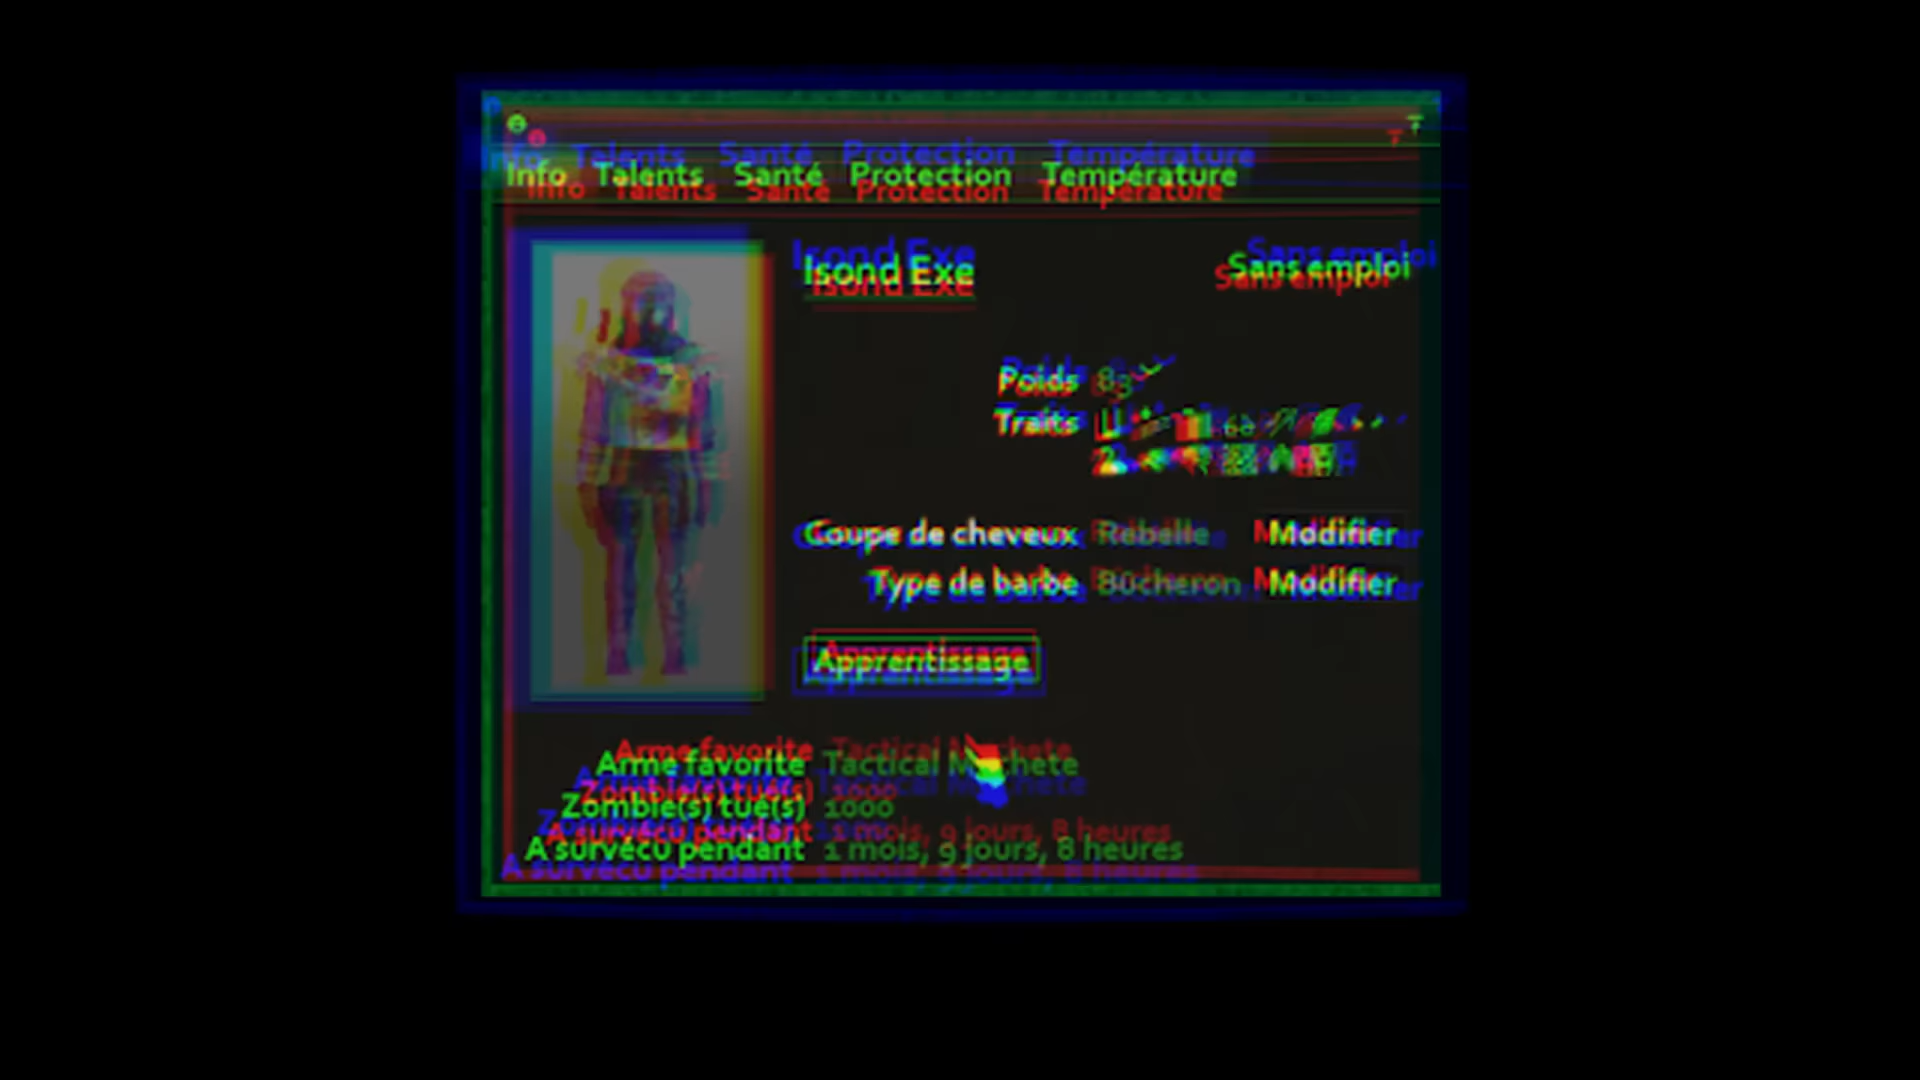 Info Talents Santé Protection Température
Isond Exe
Sans emploi
Poids 83
Traits
Coupe de cheveux Rebelle Modifier
Type de barbe Bûcheron Modifier
Apprentissage
Arme favorite Tactical Machete
Zombie(s) tué(s) 1000
A survécu pendant 1 mois, 9 jours, 8 heures